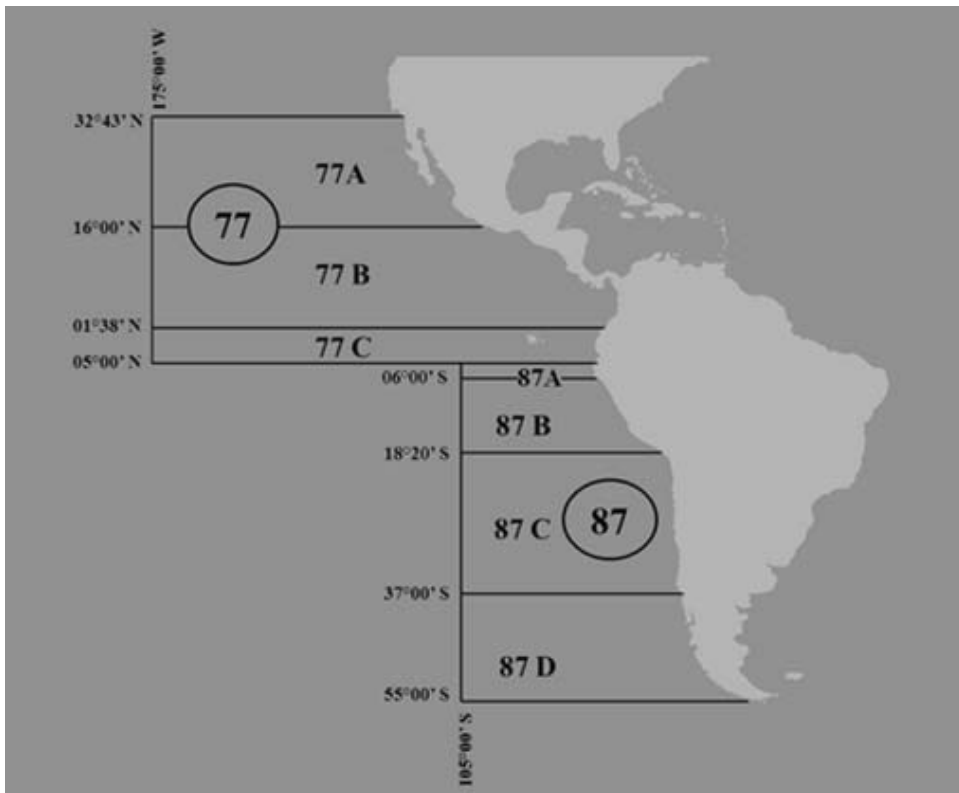 175°00' W
32°43' N
77A
77
16°00' N
77 B
01°38' N
77 C
05°00' N
06°00' S
87A
87 B
18°20' S
87 C
87
37°00' S
87 D
55°00' S
105°00' S